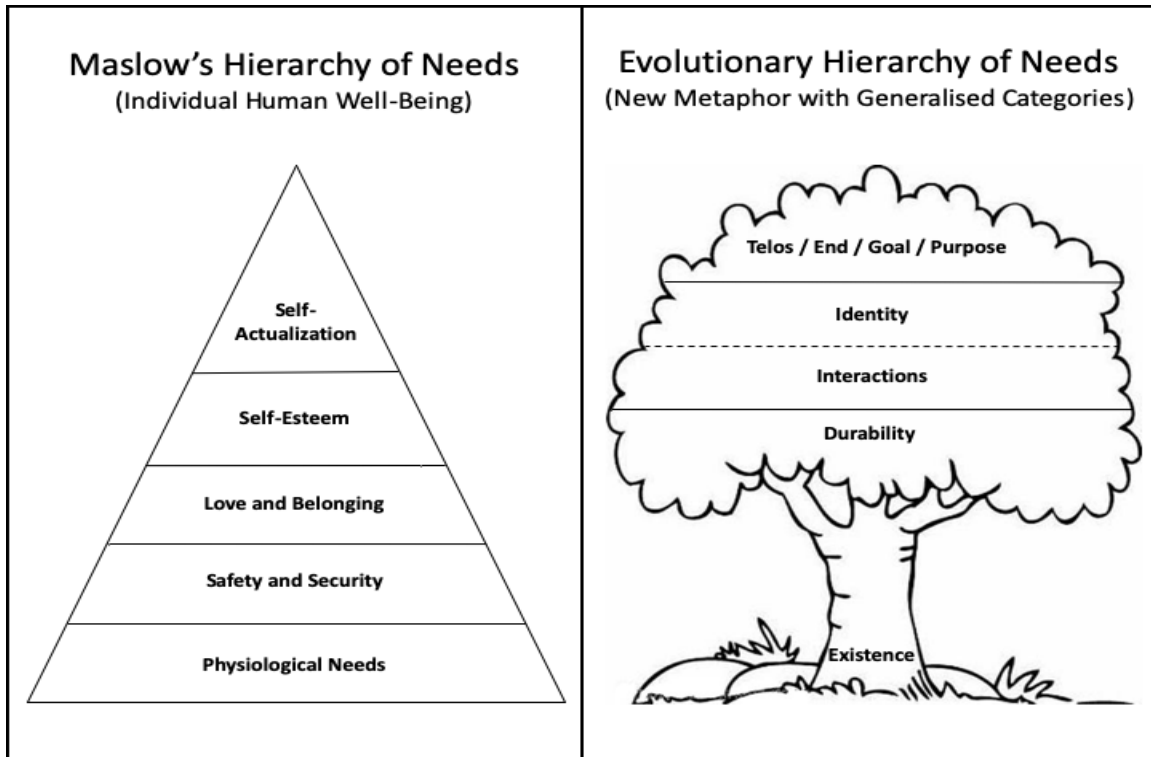 Maslow’s Hierarchy of Needs
(Individual Human Well-Being)
Self-
Actualization
Self-Esteem
Love and Belonging
Safety and Security
Physiological Needs
Evolutionary Hierarchy of Needs
(New Metaphor with Generalised Categories)
Telos / End / Goal / Purpose
Identity
Interactions
Durability
Existence